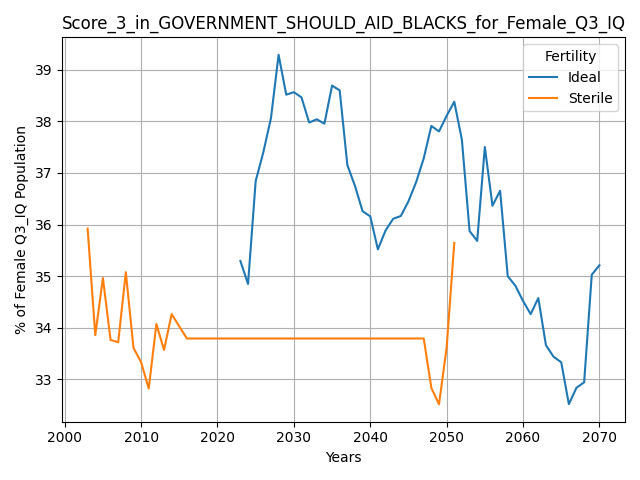 Score_3_in_GOVERNMENT_SHOULD_AID_BLACKS_for_Female_Q3_IQ
Fertility
Ideal
Sterile
% of Female Q3_IQ Population
39
38
37
36
35
34
33
2000 2010 2020 2030 2040 2050 2060 2070
Years